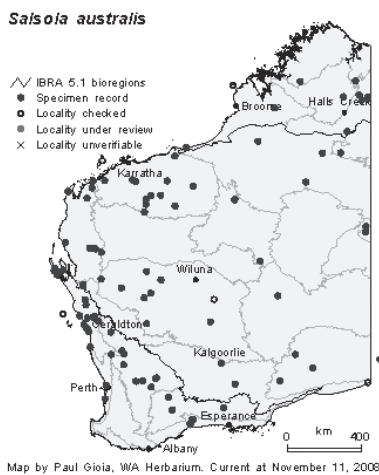 Salsola australis
IBRA 5.1 bioregions
Specimen record
Locality checked
Locality under review
Locality unverifiable
Broome
Halls Creek
Karratha
Wiluna
Geraldton
Kalgoorlie
Perth
Esperance
Albany
km
0 400
Map by Paul Gioia, WA Herbarium. Current at November 11, 2008